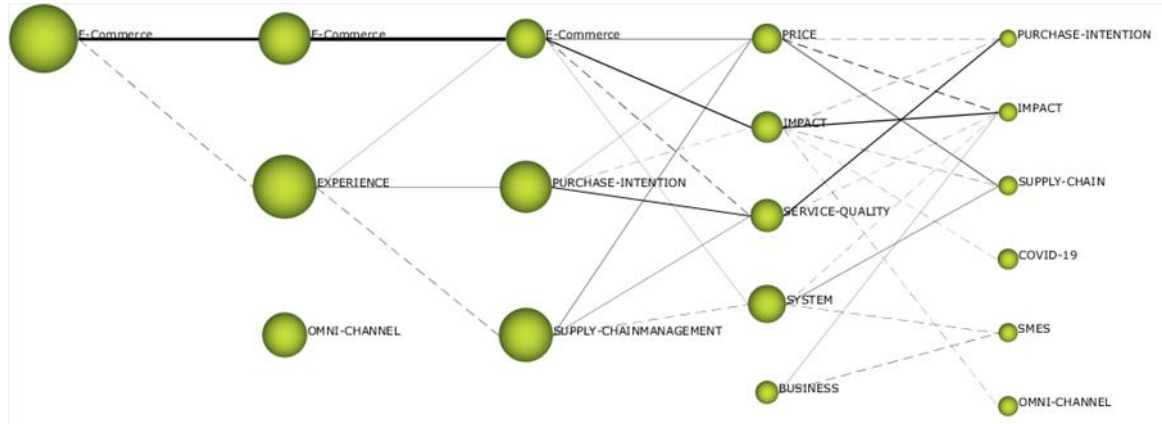 E-Commerce
E-Commerce
EXPERIENCE
OMNI-CHANNEL
E-Commerce
PURCHASE-INTENTION
SUPPLY-CHAINMANAGEMENT
PRICE
IMPACT
SERVICE-QUALITY
SYSTEM
BUSINESS
PURCHASE-INTENTION
IMPACT
SUPPLY-CHAIN
COVID-19
SMES
OMNI-CHANNEL